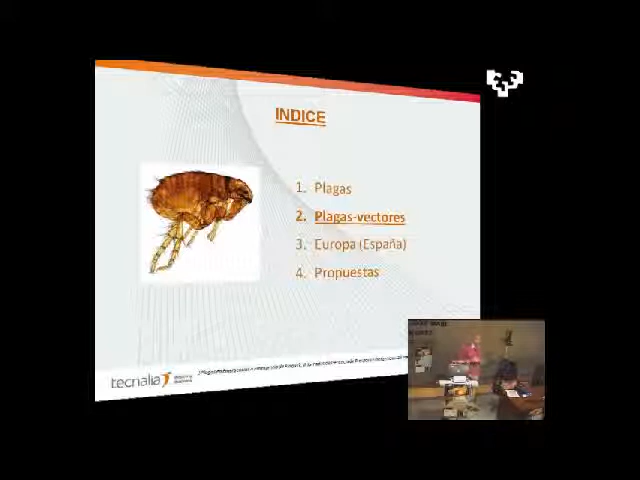 INDICE
1. Plagas
2. Plagas-vectores
3. Europa (España)
4. Propuestas
tecnalia